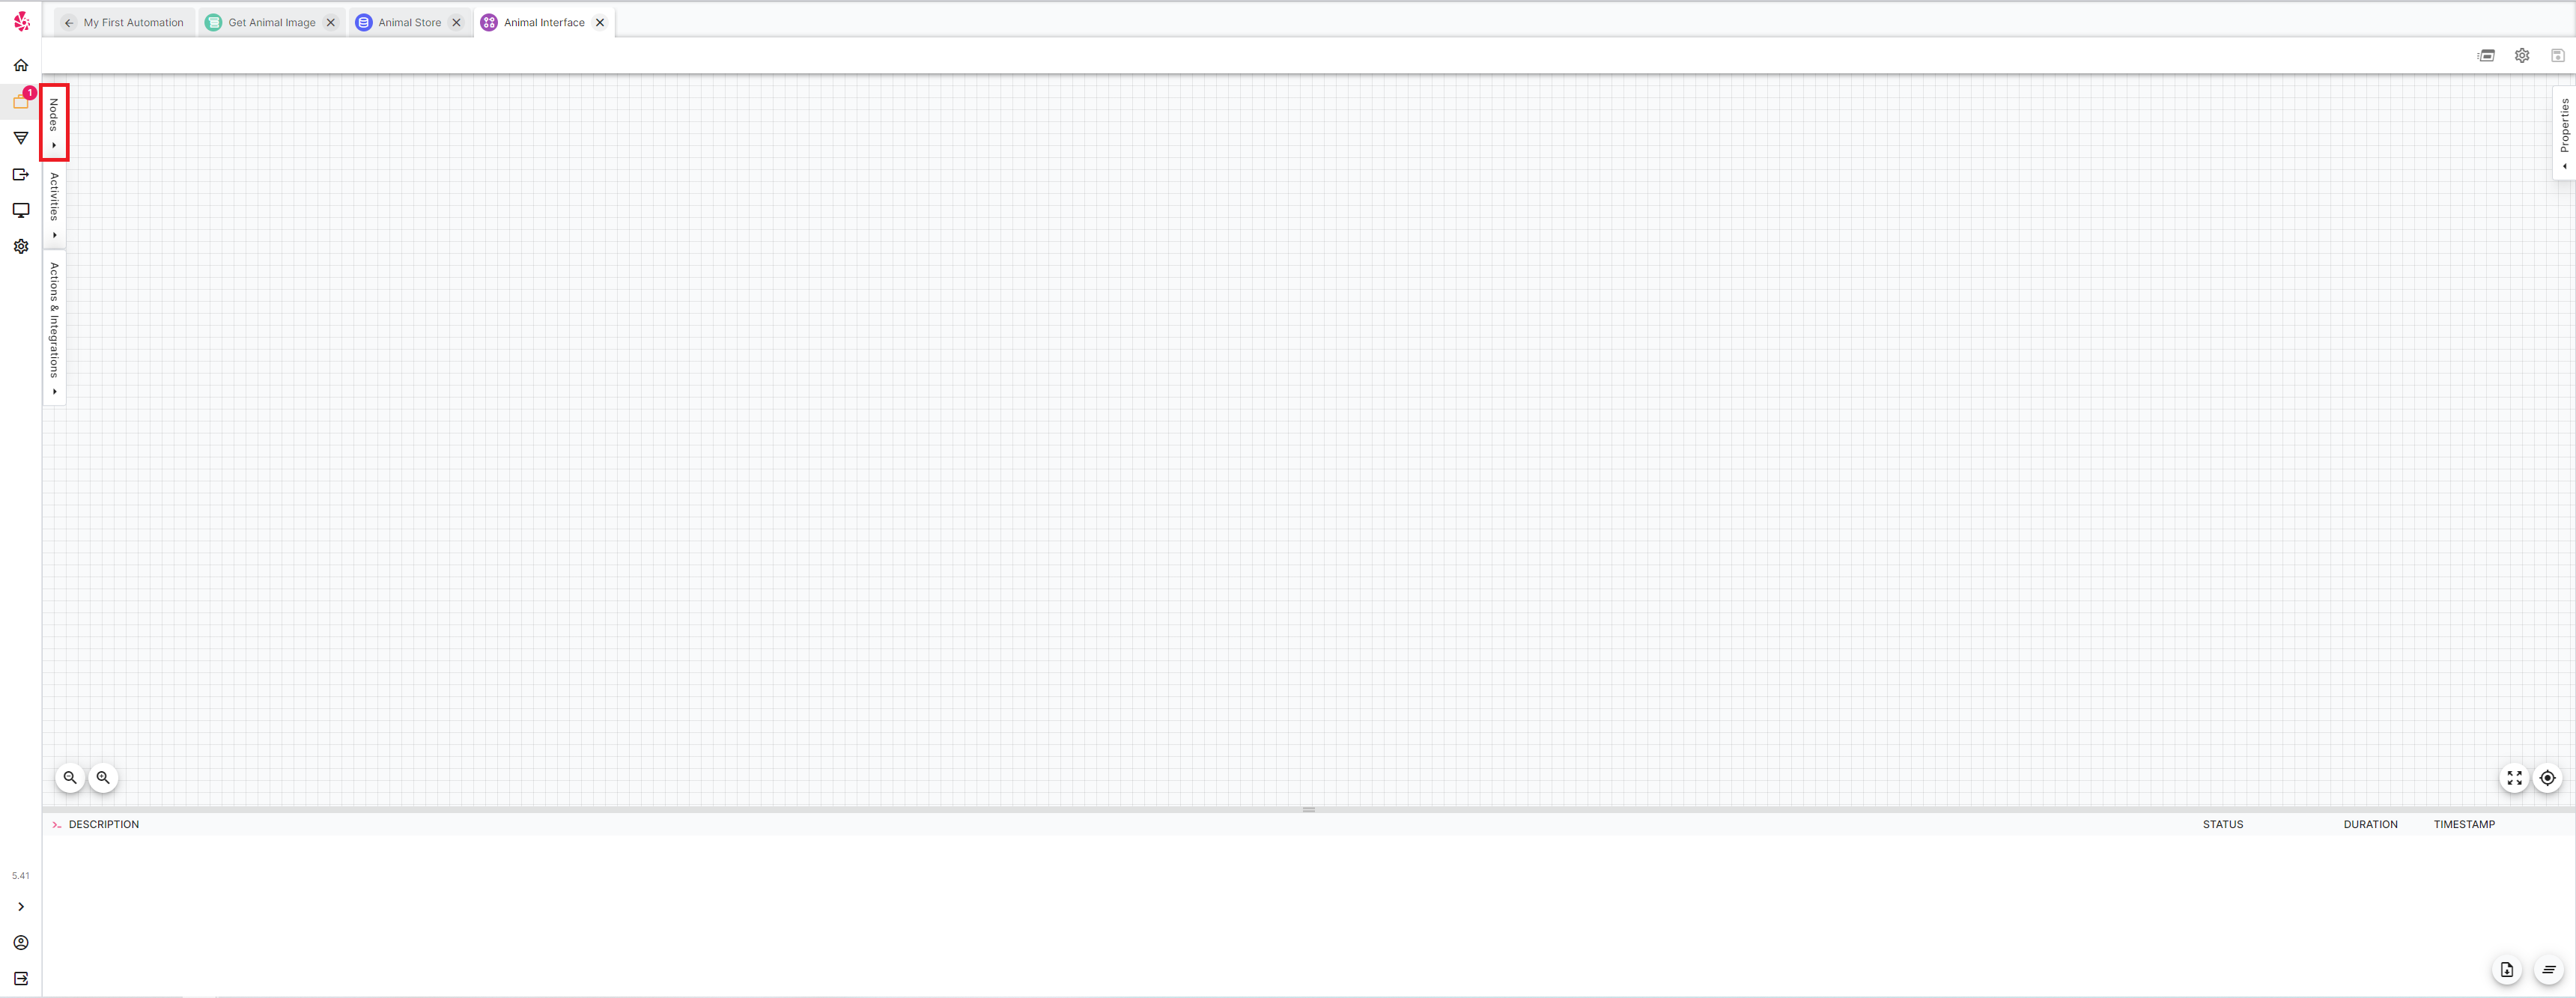 My First Automation
Get Animal Image
Animal Store
Animal Interface
1
Nodes
Activities
Actions & Integrations
Properties
>_ DESCRIPTION
STATUS
DURATION
TIMESTAMP
5.41